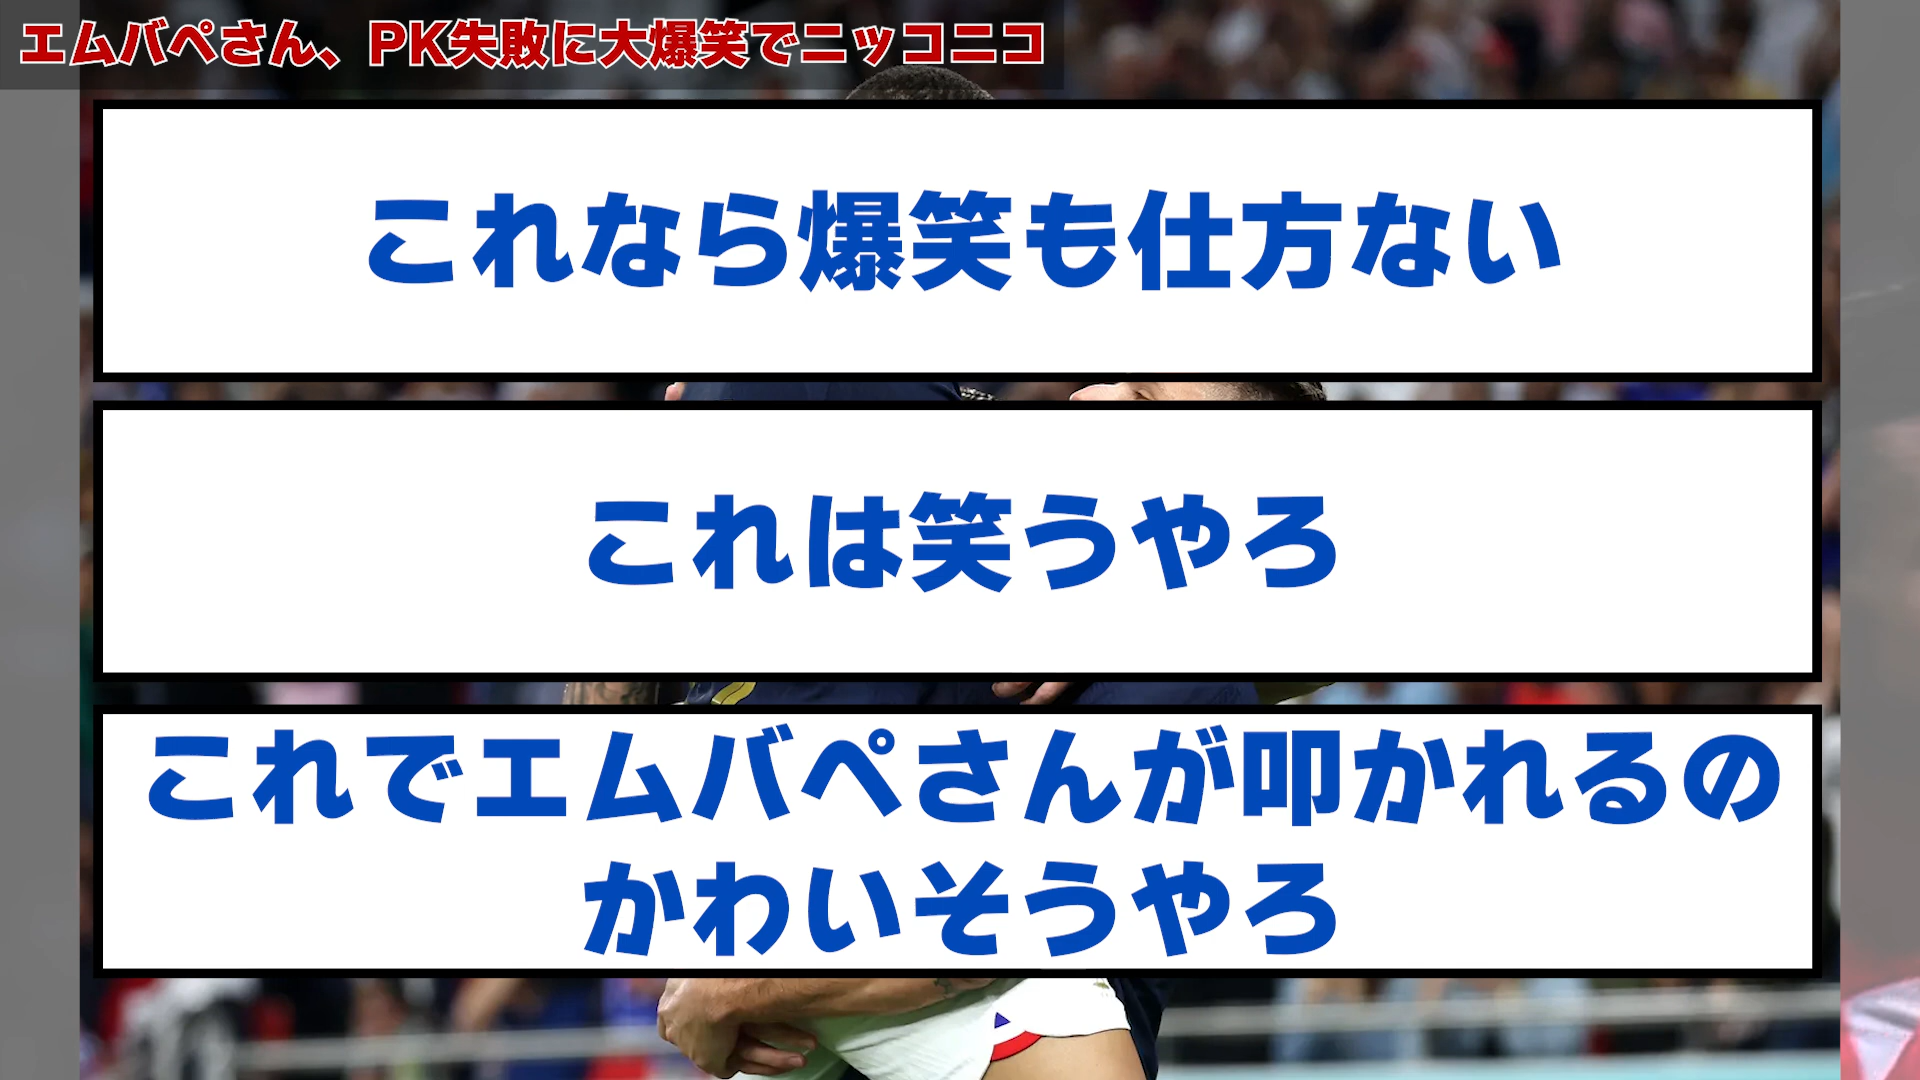 エムバペさん、PK失敗に大爆笑でニッコニコ
これなら爆笑も仕方ない
これは笑うやろ
これでエムバペさんが叩かれるの
かわいそうやろ